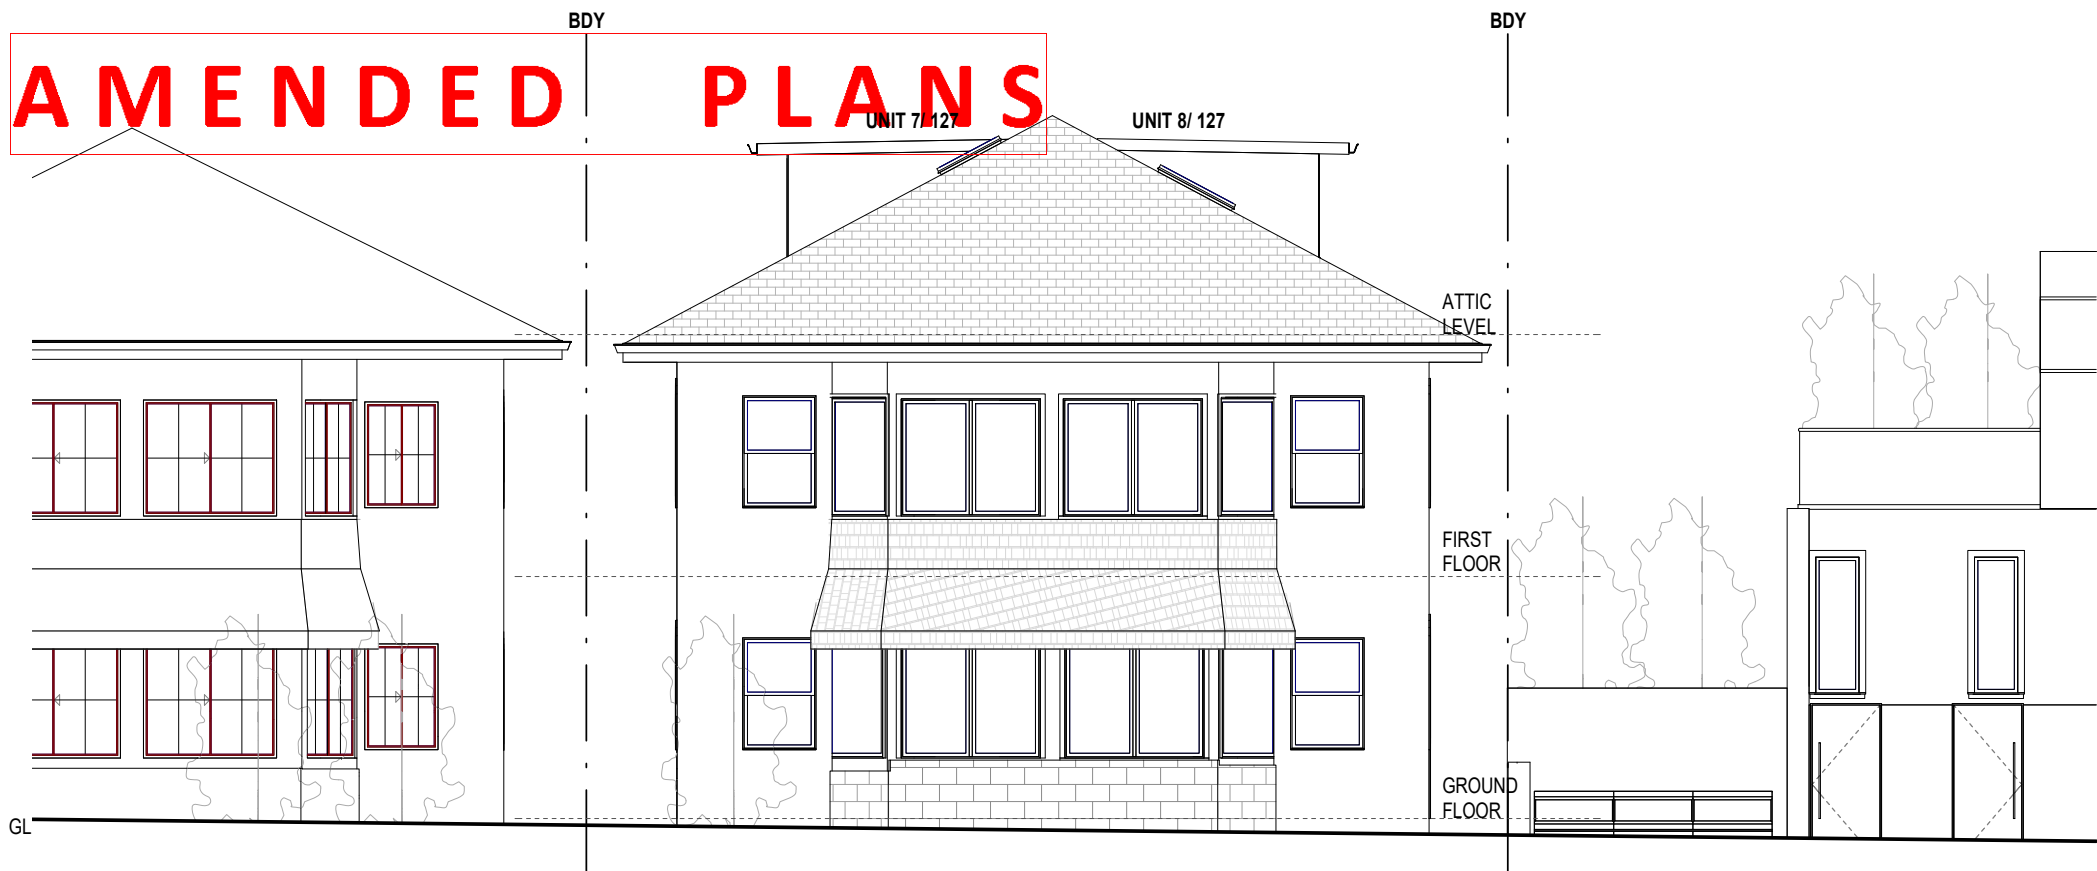 BDY
BDY
AMENDED PLANS
UNIT 7/ 127
UNIT 8/ 127
ATTIC
LEVEL
FIRST
FLOOR
GROUND
FLOOR
GL